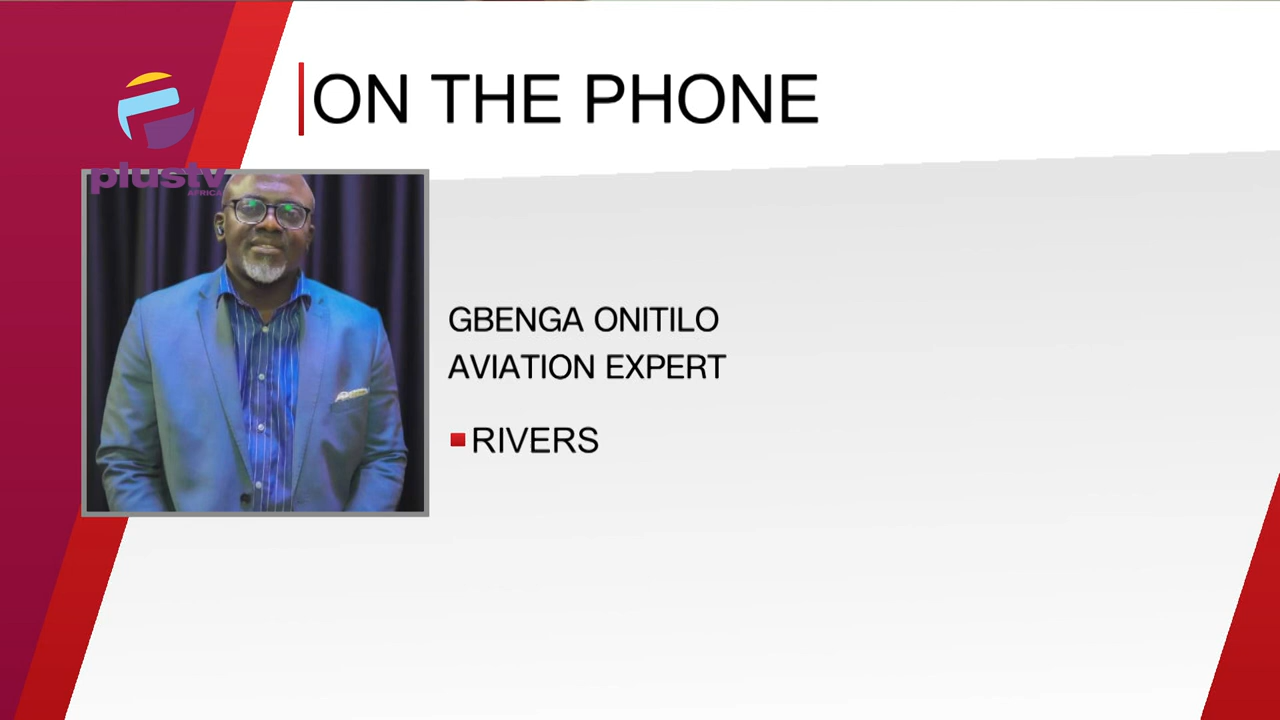 ON THE PHONE
plustv
AFRICA
GBENGA ONITILO
AVIATION EXPERT
RIVERS